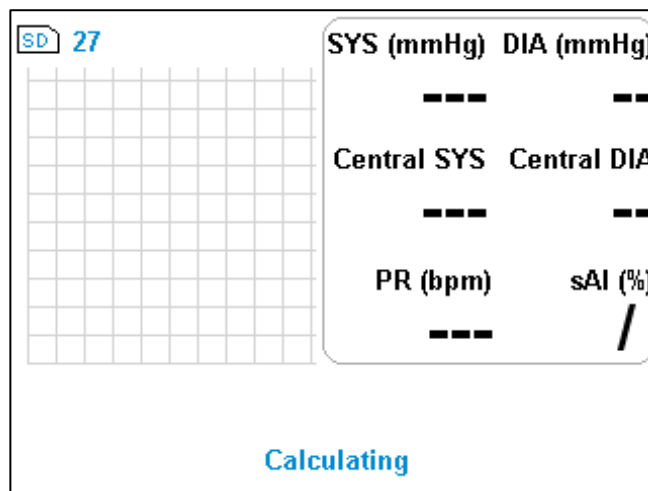 SD 27
SYS (mmHg) DIA (mmHg)
--- --
Central SYS Central DIA
--- --
PR (bpm) sAI (%)
--- /
Calculating